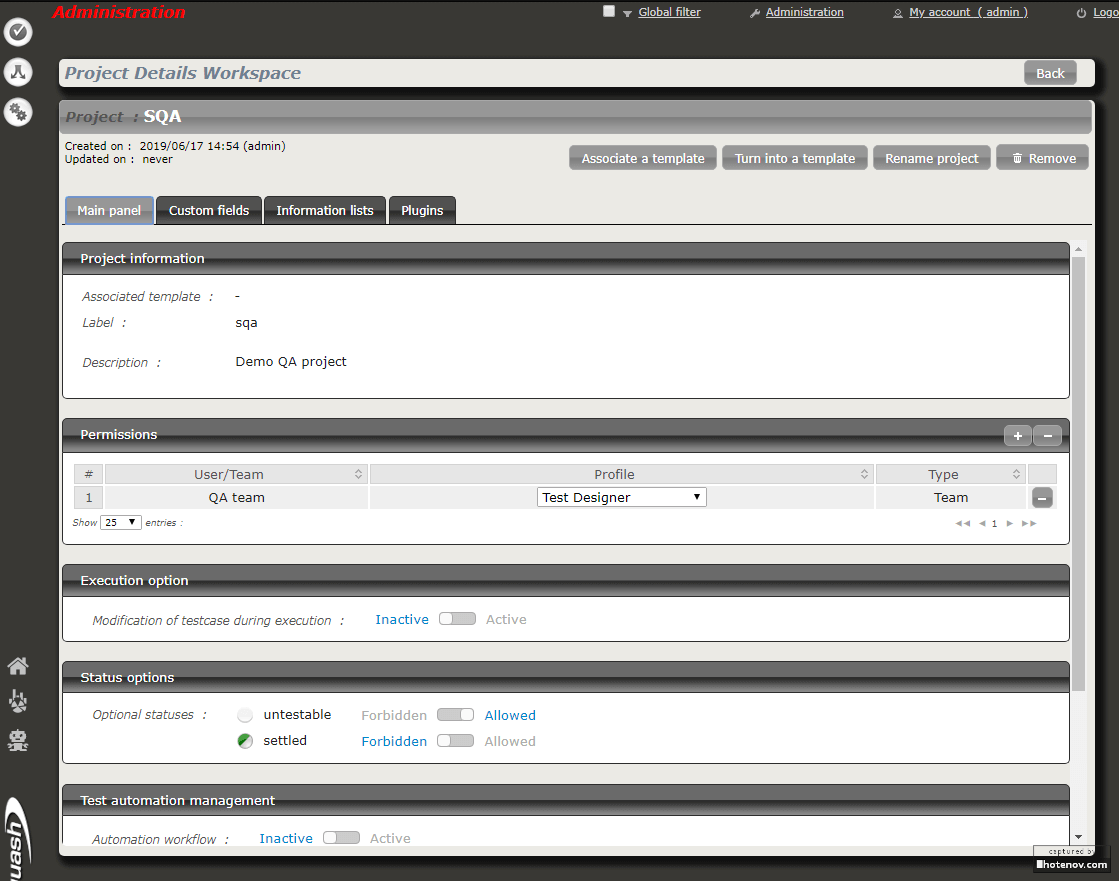 Administration
Global filter
Administration
My account ( admin )
Logo
Project Details Workspace
Back
Project : SQA
Created on : 2019/06/17 14:54 (admin)
Updated on : never
Associate a template
Turn into a template
Rename project
Remove
Main panel
Custom fields
Information lists
Plugins
Project information
Associated template : -
Label : sqa
Description : Demo QA project
Permissions
+
−
# User/Team Profile Type
1 QA team Test Designer Team −
Show 25 entries :
1
Execution option
Modification of testcase during execution : Inactive Active
Status options
Optional statuses : untestable Forbidden Allowed
settled Forbidden Allowed
Test automation management
Automation workflow : Inactive Active
uash
captured by
hotenov.com